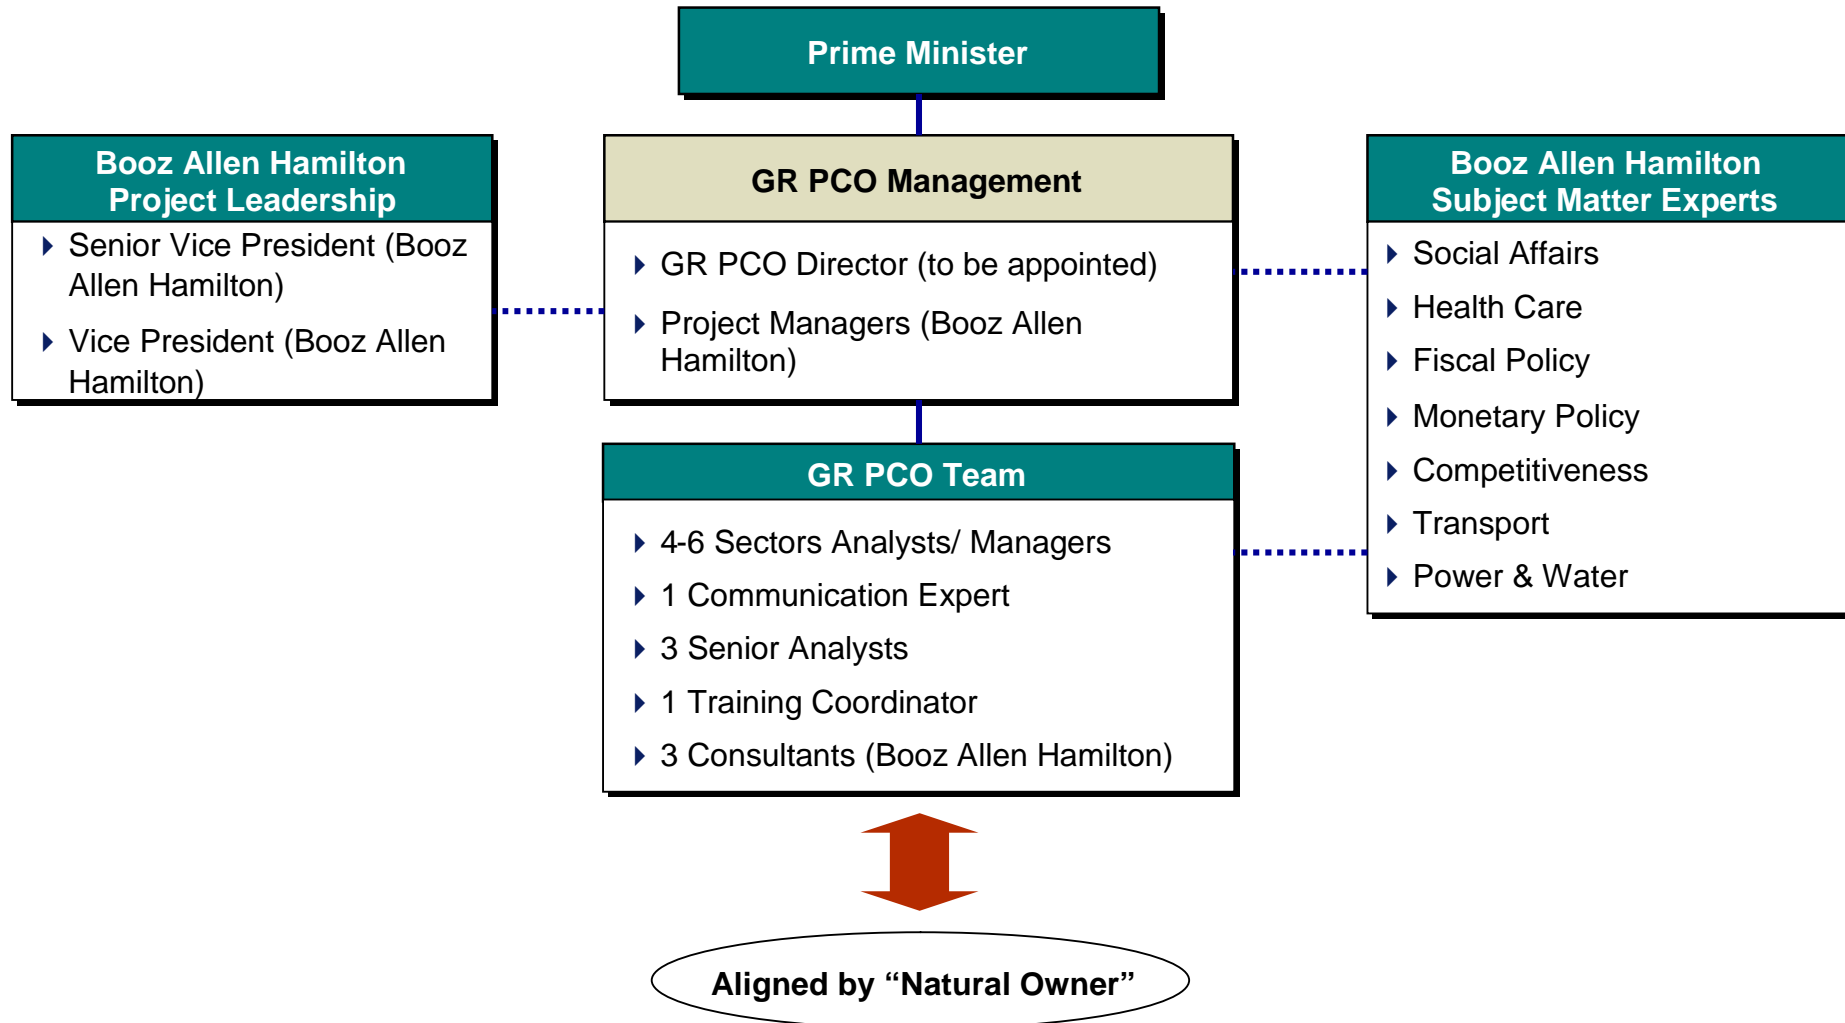 Prime Minister
Booz Allen Hamilton
Project Leadership
Senior Vice President (Booz
Allen Hamilton)
Vice President (Booz Allen
Hamilton)
GR PCO Management
GR PCO Director (to be appointed)
Project Managers (Booz Allen
Hamilton)
Booz Allen Hamilton
Subject Matter Experts
Social Affairs
Health Care
Fiscal Policy
Monetary Policy
Competitiveness
Transport
Power & Water
GR PCO Team
4-6 Sectors Analysts/ Managers
1 Communication Expert
3 Senior Analysts
1 Training Coordinator
3 Consultants (Booz Allen Hamilton)
Aligned by “Natural Owner”